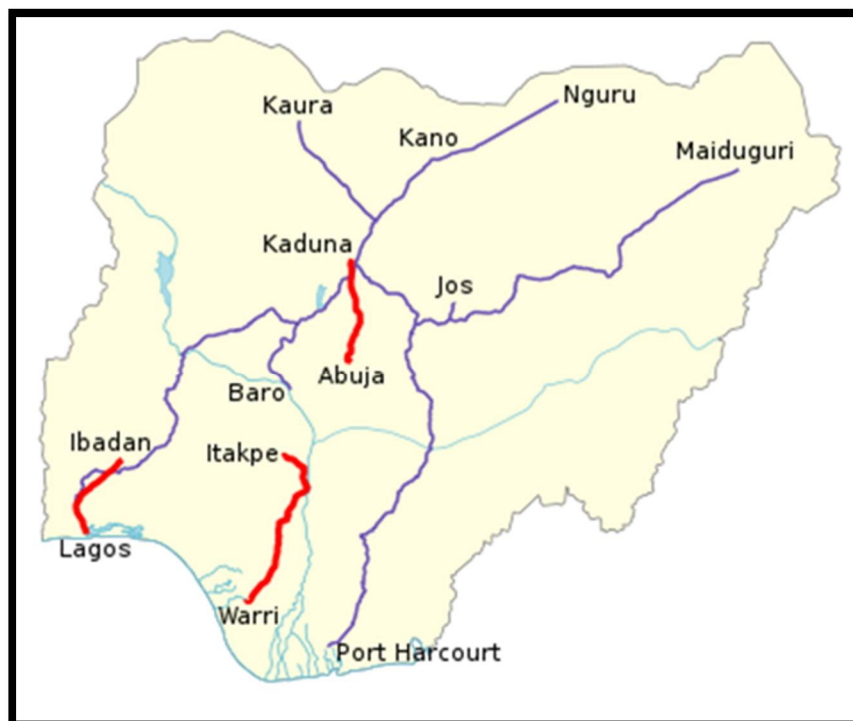 Kaura
Nguru
Kano
Maiduguri
Kaduna
Jos
Abuja
Baro
Ibadan
Itakpe
Lagos
Warri
Port Harcourt